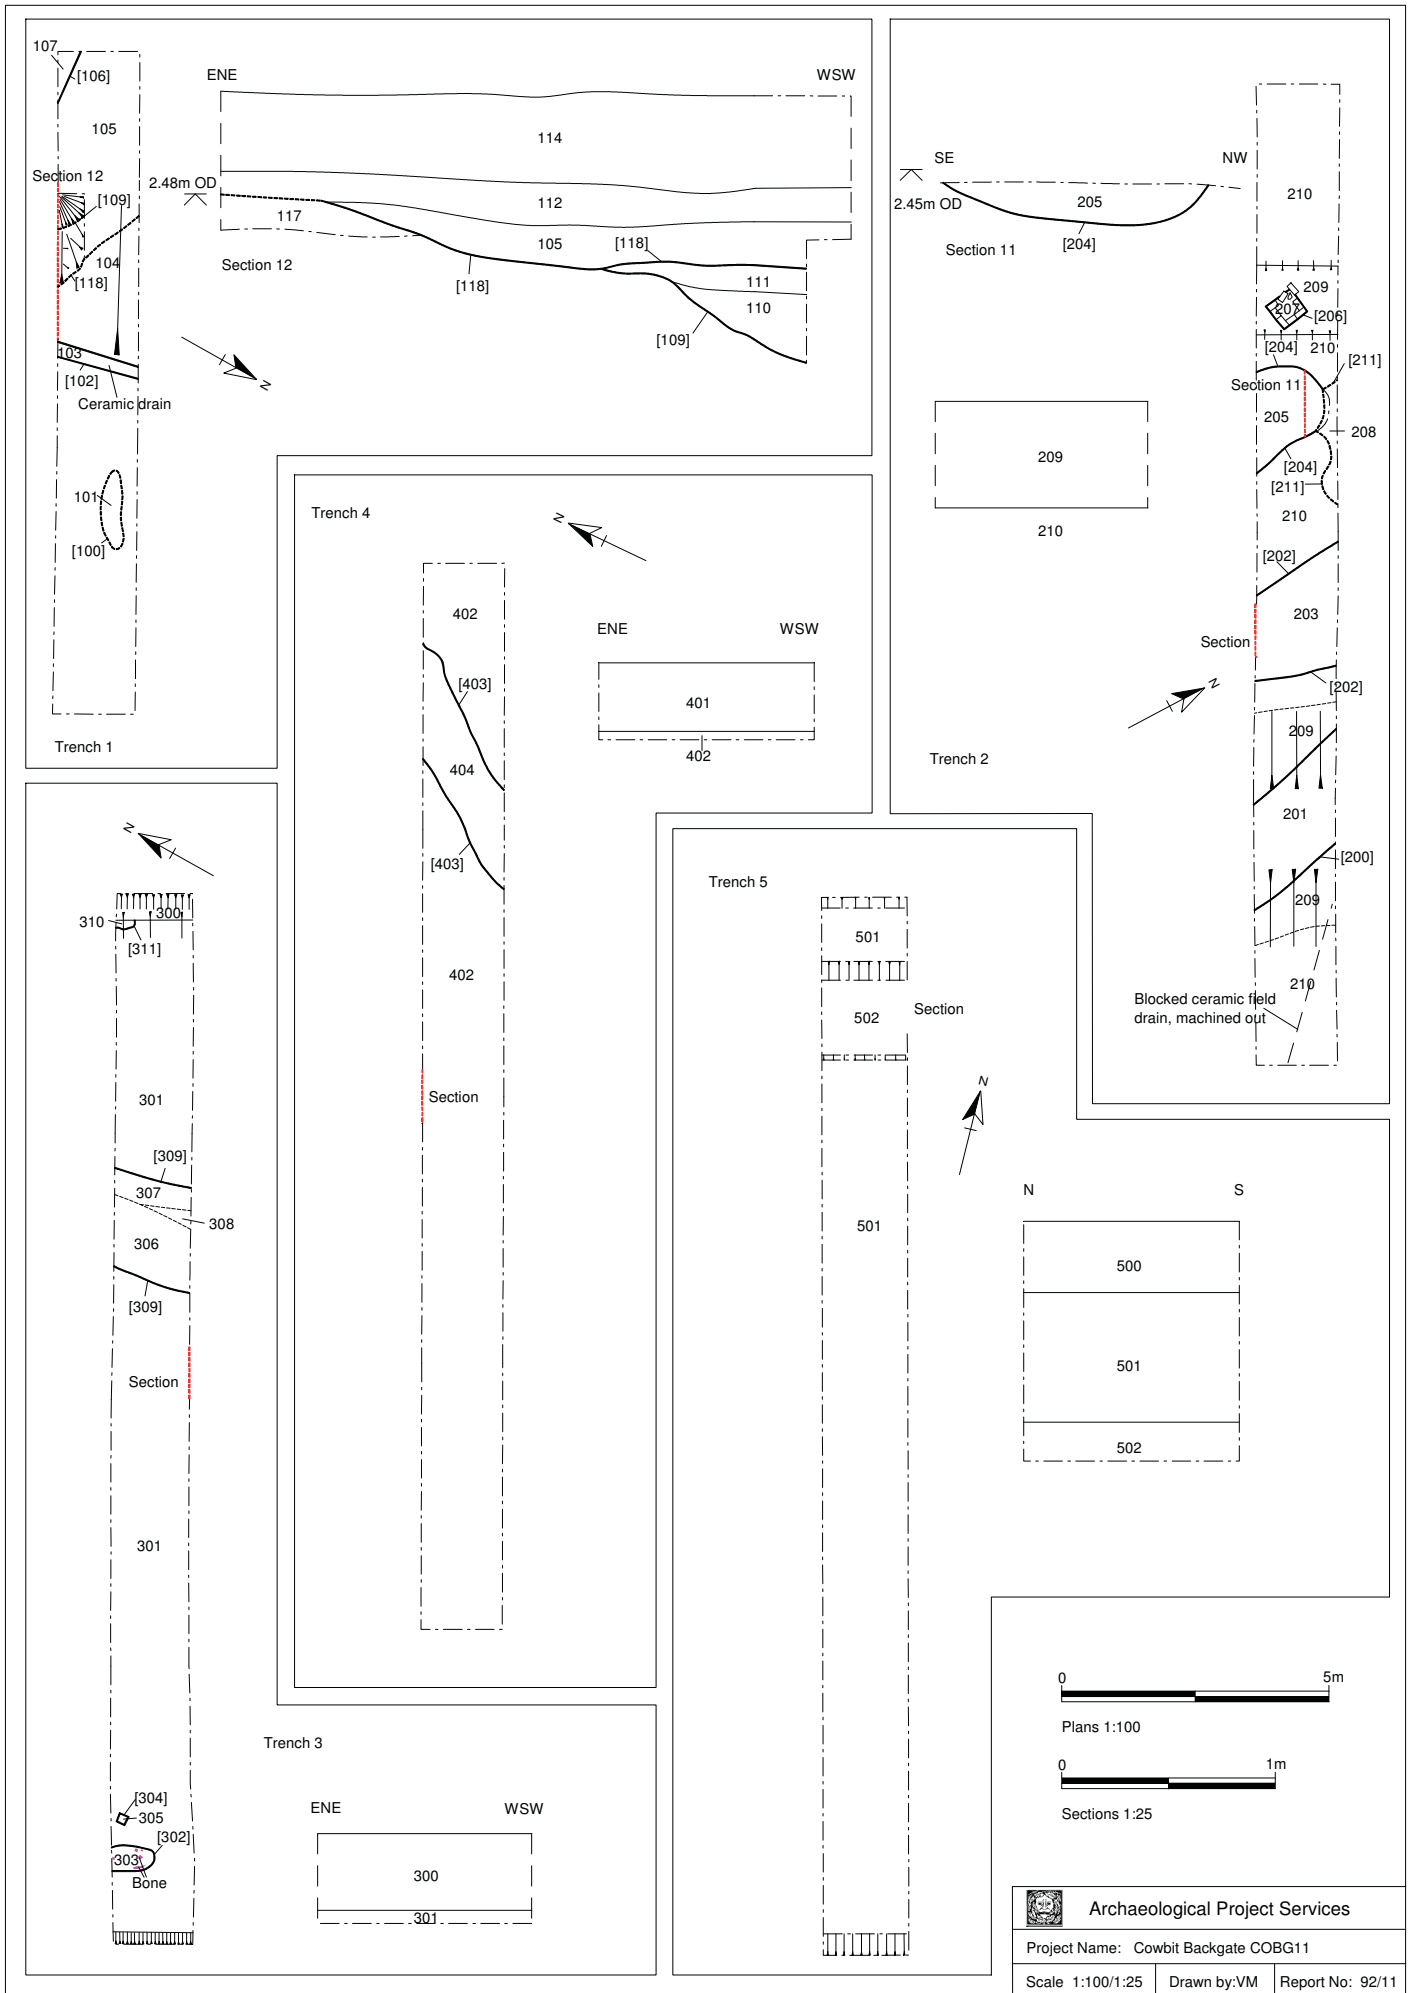 107
[106]
105
Section 12
[109]
104
[118]
103
[102]
Ceramic drain
101
[100]
Trench 1
ENE
WSW
114
2.48m OD
112
117
105
[118]
Section 12
[118]
111
110
[109]
N
SE
NW
2.45m OD
205
[204]
Section 11
209
210
N
Trench 2
210
209
207
[206]
[204]
210
[211]
Section 11
205
208
[204]
[211]
210
[202]
203
Section
[202]
209
201
[200]
209
210
Blocked ceramic field
drain, machined out
Trench 4
N
402
[403]
404
[403]
402
Section
ENE
WSW
401
402
N
300
310
[311]
301
[309]
307
308
306
[309]
Section
301
[304]
305
[302]
303
Bone
Trench 3
ENE
WSW
300
301
Trench 5
501
502
Section
N
501
N
S
500
501
502
0
5m
Plans 1:100
0
1m
Sections 1:25
Archaeological Project Services
Project Name: Cowbit Backgate COBG11
Scale 1:100/1:25
Drawn by:VM
Report No: 92/11